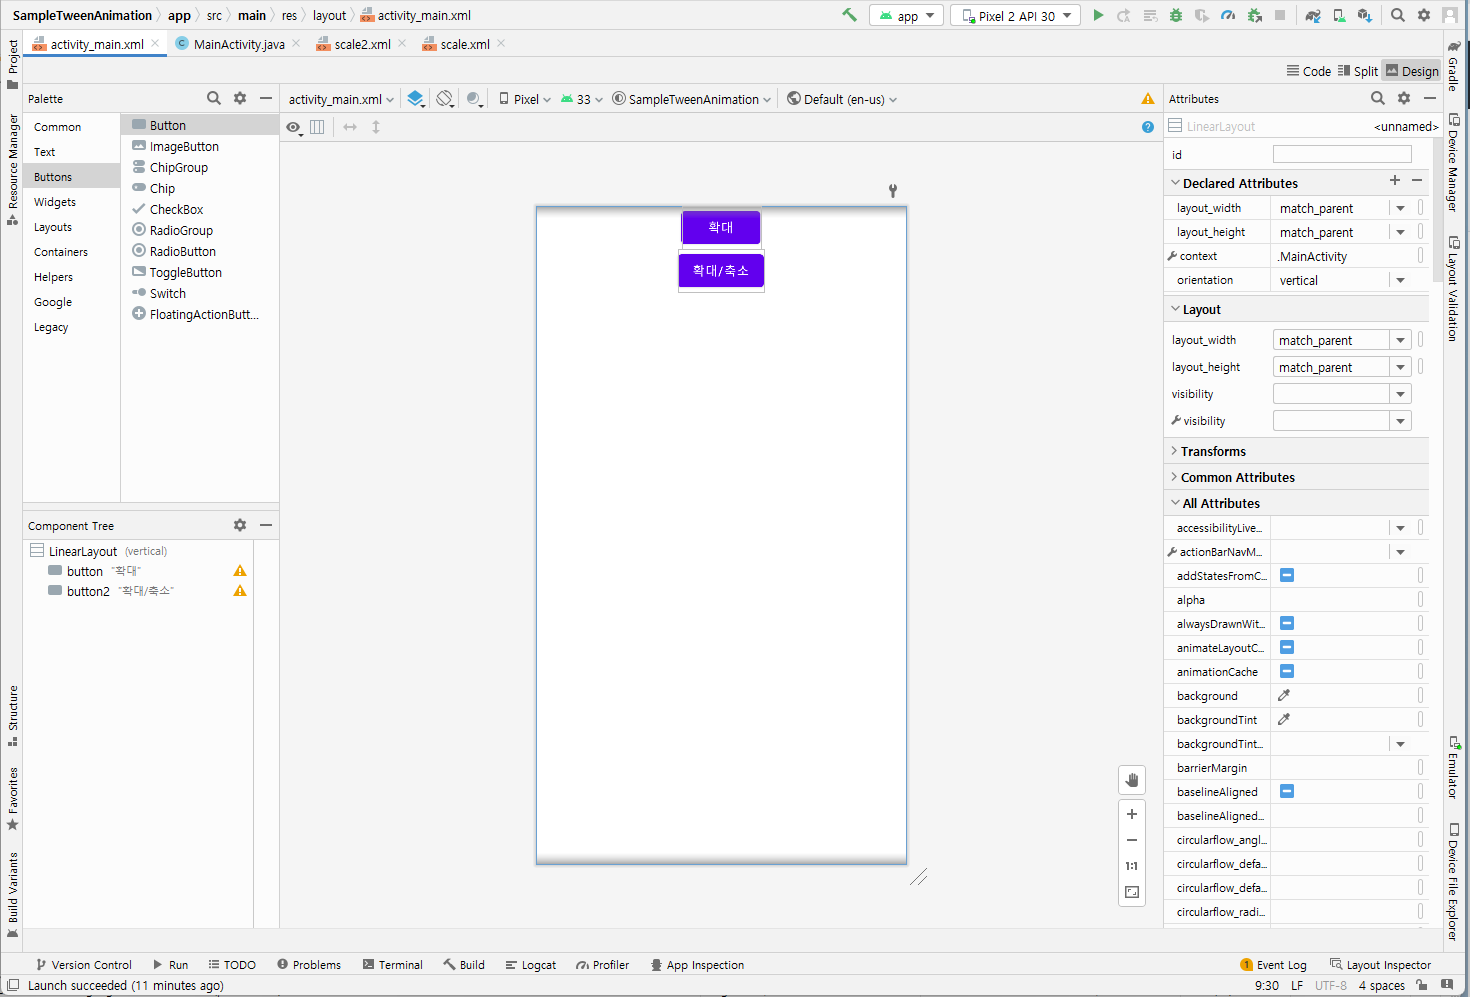 SampleTweenAnimation app src main res layout activity_main.xml
app
Pixel 2 API 30
activity_main.xml
MainActivity.java
scale2.xml
scale.xml
Code
Split
Design
Project
Resource Manager
Structure
Favorites
Build Variants
Palette
Common
Text
Buttons
Widgets
Layouts
Containers
Helpers
Google
Legacy
Button
ImageButton
ChipGroup
Chip
CheckBox
RadioGroup
RadioButton
ToggleButton
Switch
FloatingActionButt...
Component Tree
LinearLayout (vertical)
button "확대"
button2 "확대/축소"
activity_main.xml
Pixel
33
SampleTweenAnimation
Default (en-us)
확대
확대/축소
1:1
Attributes
LinearLayout <unnamed>
id
Declared Attributes
layout_width match_parent
layout_height match_parent
context .MainActivity
orientation vertical
Layout
layout_width match_parent
layout_height match_parent
visibility
visibility
Transforms
Common Attributes
All Attributes
accessibilityLive...
actionBarNavM...
addStatesFromC...
alpha
alwaysDrawnWit...
animateLayoutC...
animationCache
background
backgroundTint
backgroundTint...
barrierMargin
baselineAligned
baselineAligned...
circularflow_angl...
circularflow_defa...
circularflow_defa...
circularflow_radi...
Gradle
Device Manager
Layout Validation
Emulator
Device File Explorer
Version Control
Run
TODO
Problems
Terminal
Build
Logcat
Profiler
App Inspection
1 Event Log
Layout Inspector
Launch succeeded (11 minutes ago)
9:30 LF UTF-8 4 spaces